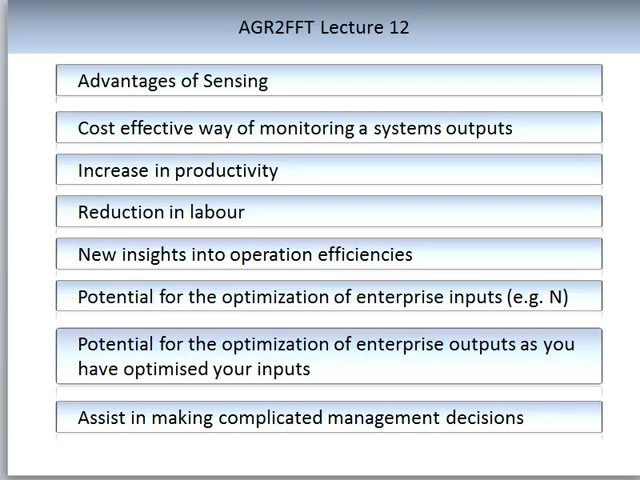 AGR2FFT Lecture 12
Advantages of Sensing
Cost effective way of monitoring a systems outputs
Increase in productivity
Reduction in labour
New insights into operation efficiencies
Potential for the optimization of enterprise inputs (e.g. N)
Potential for the optimization of enterprise outputs as you
have optimised your inputs
Assist in making complicated management decisions